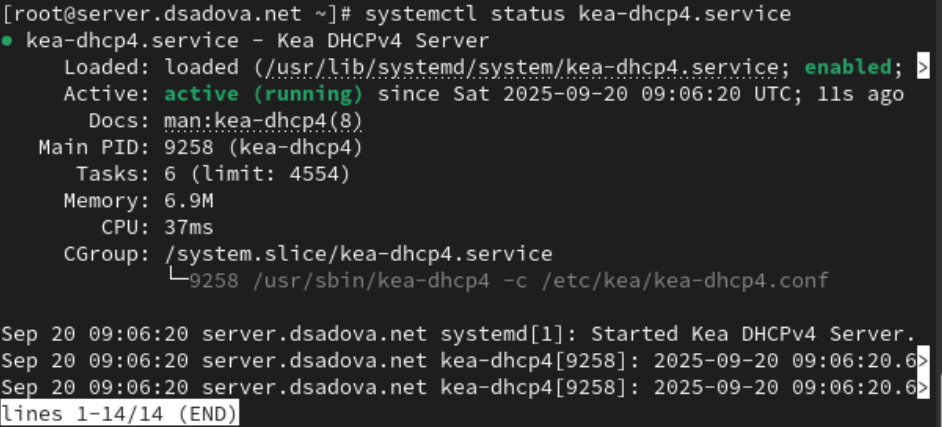 [root@server.dsadova.net ~]# systemctl status kea-dhcp4.service
● kea-dhcp4.service - Kea DHCPv4 Server
     Loaded: loaded (/usr/lib/systemd/system/kea-dhcp4.service; enabled; >
     Active: active (running) since Sat 2025-09-20 09:06:20 UTC; 11s ago
       Docs: man:kea-dhcp4(8)
   Main PID: 9258 (kea-dhcp4)
      Tasks: 6 (limit: 4554)
     Memory: 6.9M
        CPU: 37ms
     CGroup: /system.slice/kea-dhcp4.service
             └─9258 /usr/sbin/kea-dhcp4 -c /etc/kea/kea-dhcp4.conf

Sep 20 09:06:20 server.dsadova.net systemd[1]: Started Kea DHCPv4 Server.
Sep 20 09:06:20 server.dsadova.net kea-dhcp4[9258]: 2025-09-20 09:06:20.6>
Sep 20 09:06:20 server.dsadova.net kea-dhcp4[9258]: 2025-09-20 09:06:20.6>
lines 1-14/14 (END)